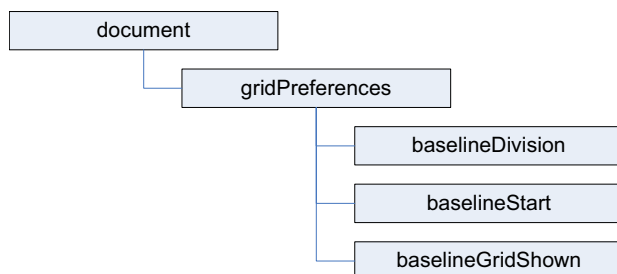 document
gridPreferences
baselineDivision
baselineStart
baselineGridShown